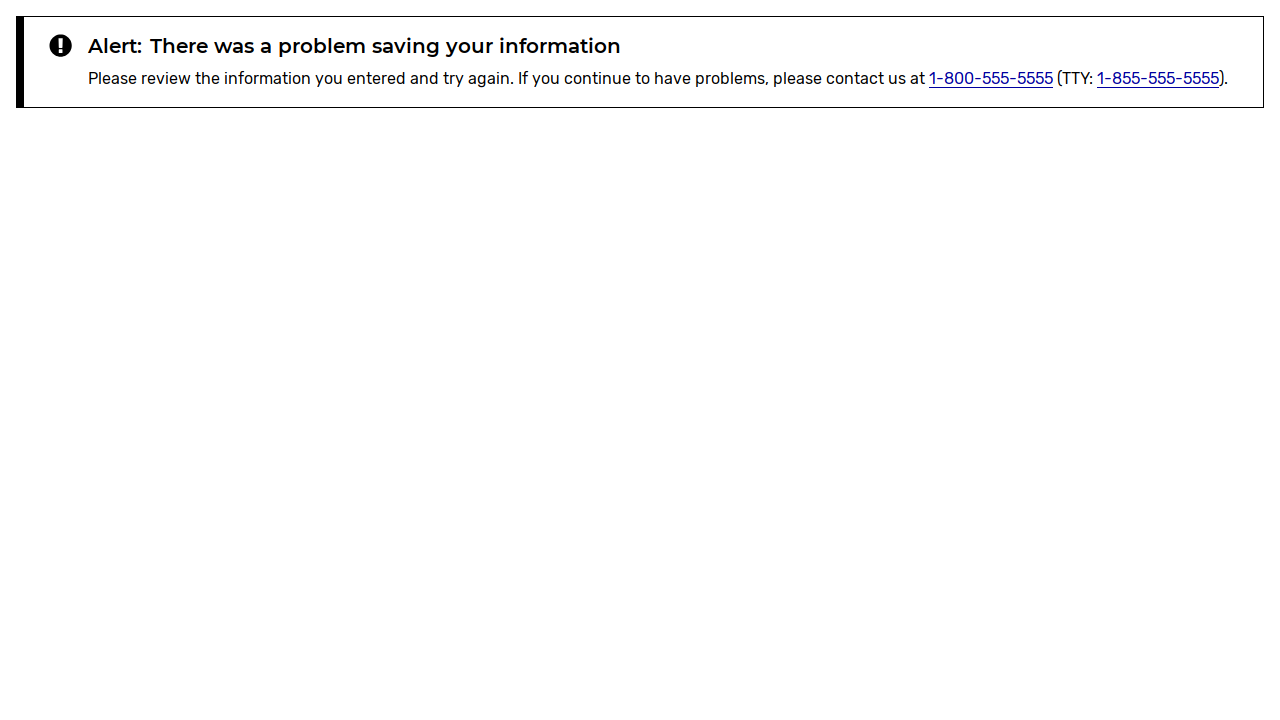 Alert: There was a problem saving your information
Please review the information you entered and try again. If you continue to have problems, please contact us at 1-800-555-5555 (TTY: 1-855-555-5555).